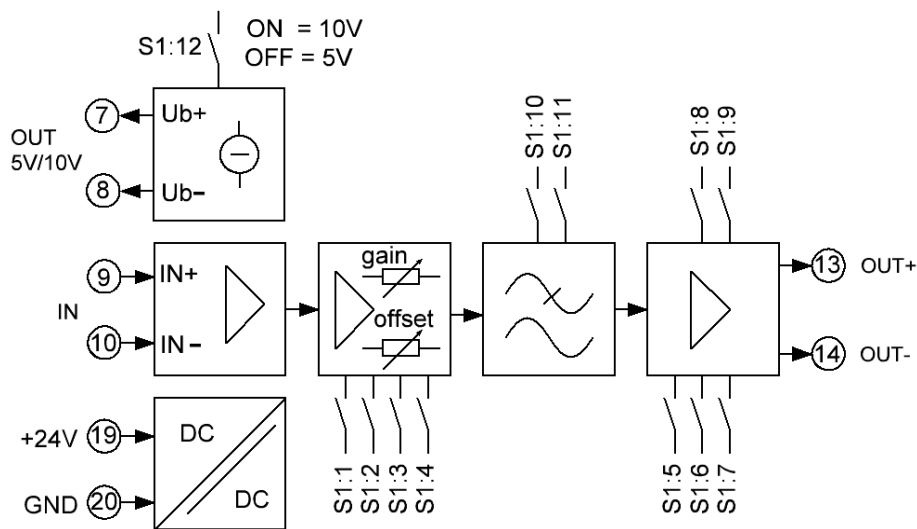 S1:12
ON = 10V
OFF = 5V
7
Ub+
OUT
5V/10V
8
Ub−
S1:10
S1:11
S1:8
S1:9
9
IN+
IN
10
IN −
gain
offset
13
OUT+
14
OUT-
+24V
19
DC
GND
20
DC
S1:1
S1:2
S1:3
S1:4
S1:5
S1:6
S1:7